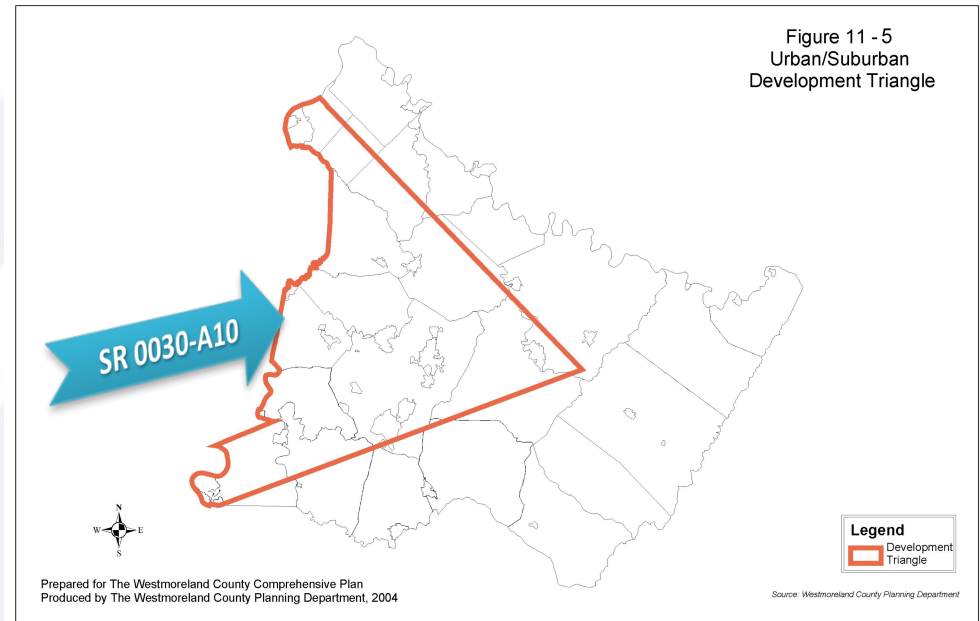 Figure 11 - 5
Urban/Suburban
Development Triangle
SR 0030-A10
N
W E
S
Legend
Development
Triangle
Prepared for The Westmoreland County Comprehensive Plan
Produced by The Westmoreland County Planning Department, 2004
Source: Westmoreland County Planning Department